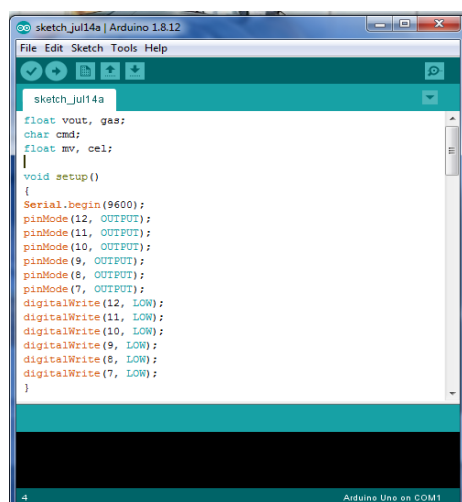 sketch_jul14a | Arduino 1.8.12
File Edit Sketch Tools Help
sketch_jul14a
float vout, gas;
char cmd;
float mv, cel;
void setup()
{
Serial.begin(9600);
pinMode(12, OUTPUT);
pinMode(11, OUTPUT);
pinMode(10, OUTPUT);
pinMode(9, OUTPUT);
pinMode(8, OUTPUT);
pinMode(7, OUTPUT);
digitalWrite(12, LOW);
digitalWrite(11, LOW);
digitalWrite(10, LOW);
digitalWrite(9, LOW);
digitalWrite(8, LOW);
digitalWrite(7, LOW);
}
4 Arduino Uno on COM1